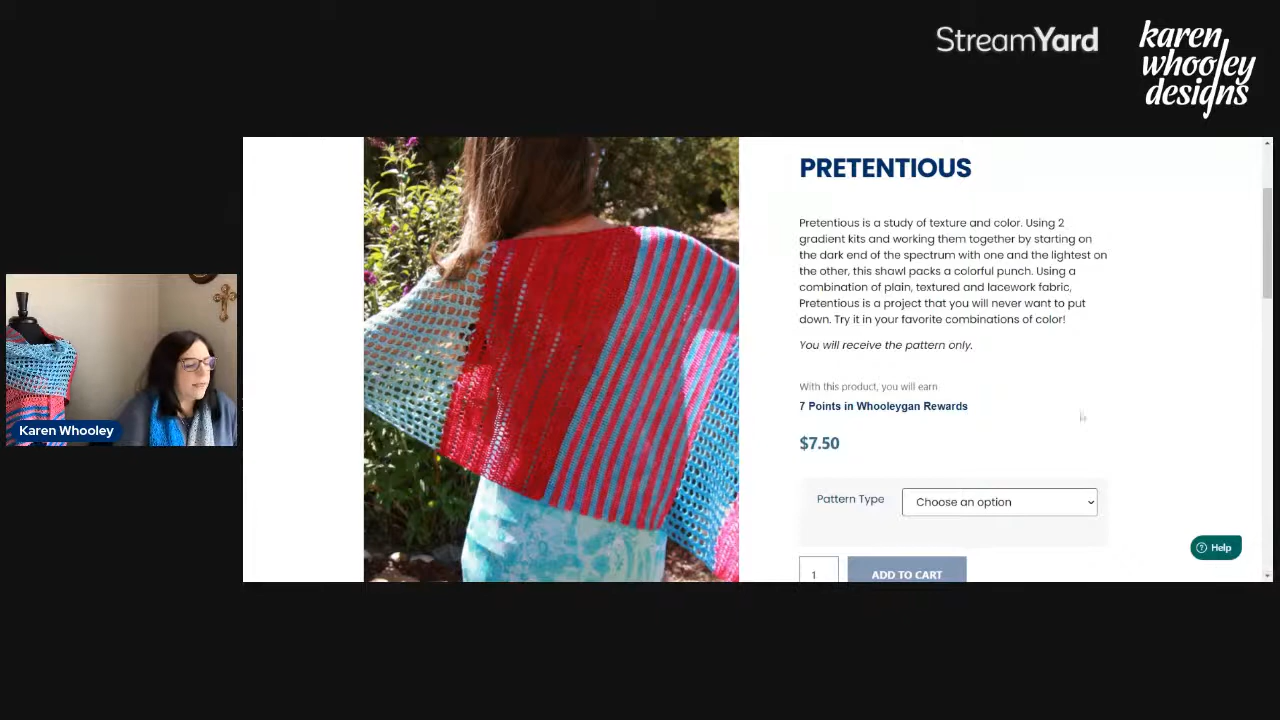 StreamYard
karen
whooley
designs
PRETENTIOUS
Pretentious is a study of texture and color. Using 2
gradient kits and working them together by starting on
the dark end of the spectrum with one and the lightest on
the other, this shawl packs a colorful punch. Using a
combination of plain, textured and lacework fabric,
Pretentious is a project that you will never want to put
down. Try it in your favorite combinations of color!
You will receive the pattern only.
With this product, you will earn
7 Points in Whooleygan Rewards
$7.50
Pattern Type
Choose an option
1
ADD TO CART
Help
Karen Whooley